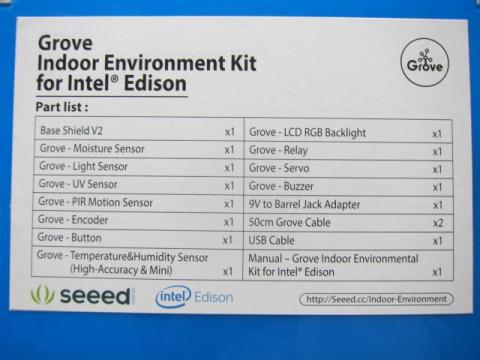 Grove
Indoor Environment Kit
for Intel® Edison
Grove
Part list :
Base Shield V2 x1
Grove - Moisture Sensor x1
Grove - Light Sensor x1
Grove - UV Sensor x1
Grove - PIR Motion Sensor x1
Grove - Encoder x1
Grove - Button x1
Grove - Temperature&Humidity Sensor
(High-Accuracy & Mini) x1
Grove - LCD RGB Backlight x1
Grove - Relay x1
Grove - Servo x1
Grove - Buzzer x1
9V to Barrel Jack Adapter x1
50cm Grove Cable x2
USB Cable x1
Manual – Grove Indoor Environmental
Kit for Intel® Edison x1
seeed
intel Edison
http://Seeed.cc/Indoor-Environment